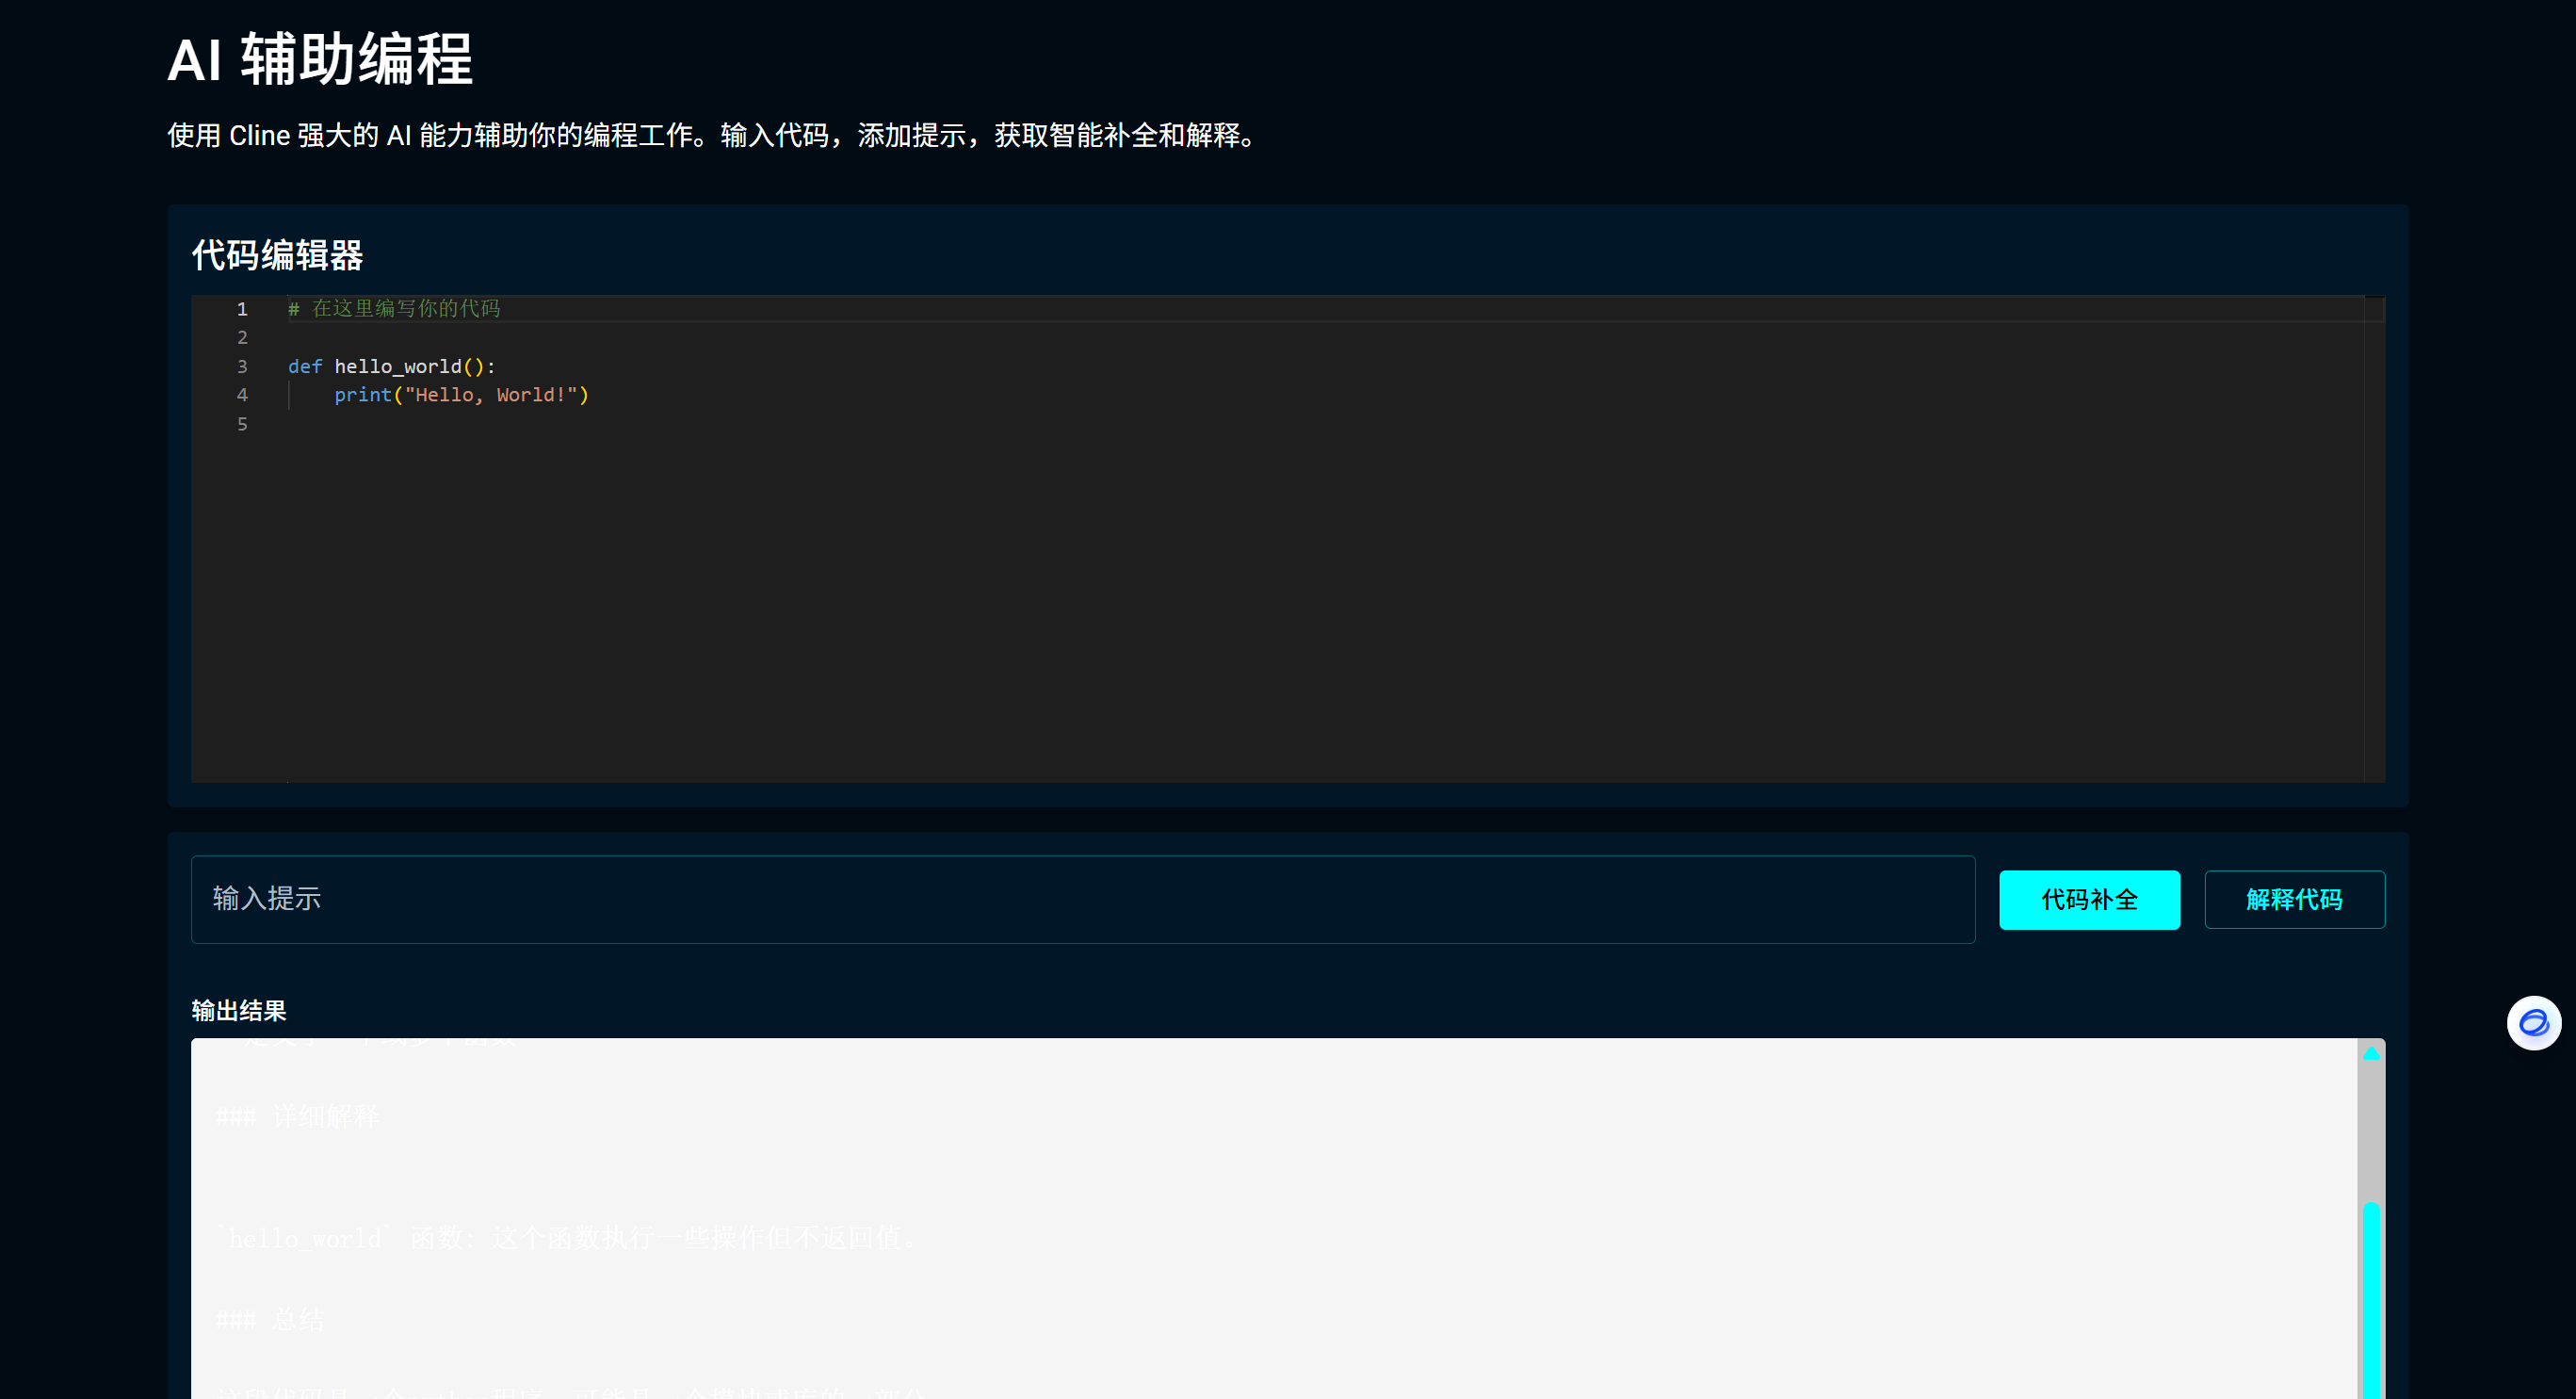 AI 辅助编程
使用 Cline 强大的 AI 能力辅助你的编程工作。输入代码，添加提示，获取智能补全和解释。
代码编辑器
1 # 在这里编写你的代码
2
3 def hello_world():
4 print("Hello, World!")
5
输入提示
代码补全
解释代码
输出结果
### 详细解释
`hello_world` 函数: 这个函数执行一些操作但不返回值。
### 总结